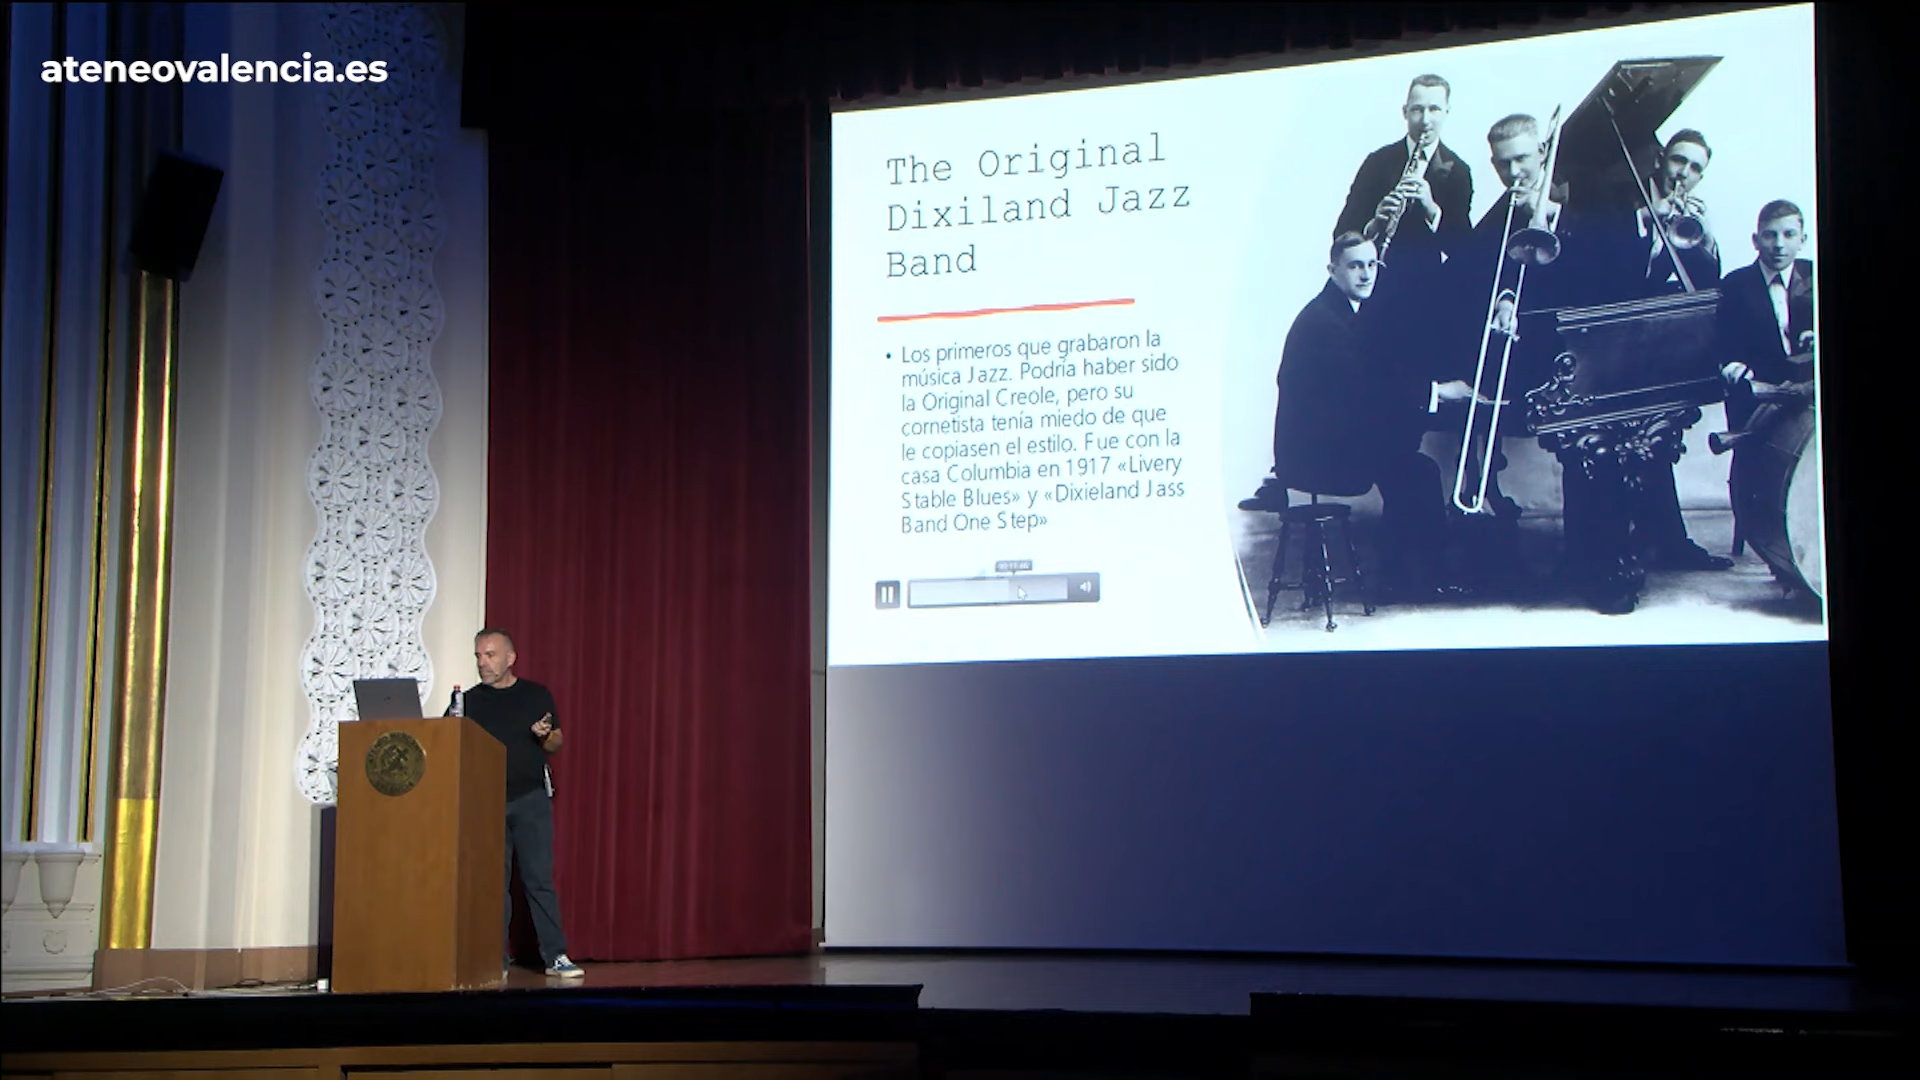 ateneovalencia.es
The Original
Dixiland Jazz
Band
• Los primeros que grabaron la
música Jazz. Podría haber sido
la Original Creole, pero su
cornetista tenía miedo de que
le copiasen el estilo. Fue con la
casa Columbia en 1917 «Livery
Stable Blues» y «Dixieland Jass
Band One Step»